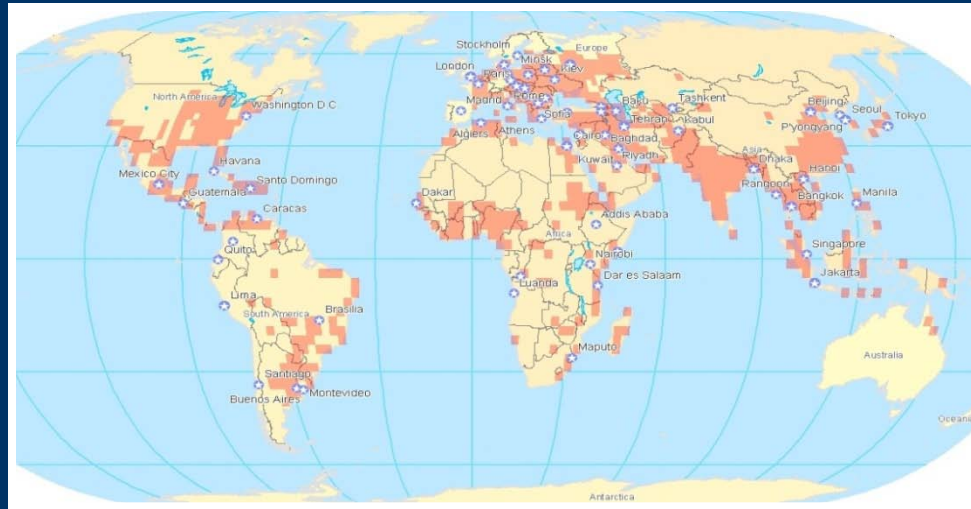 Stockholm
Europe
Minsk
London
Kiev
Paris
North America
Washington D C
Madrid
Rome
Sofia
Baku
Tashkent
Beijing
Seoul
Tokyo
P'yongyang
Algiers
Athens
Tehran
Kabul
Cairo
Baghdad
Asia
Havana
Kuwait
Riyadh
Dhaka
Hanoi
Mexico City
Santo Domingo
Rangoon
Guatemala
Dakar
Bangkok
Manila
Caracas
Addis Ababa
Africa
Quito
Nairobi
Singapore
Dar es Salaam
Luanda
Jakarta
Lima
South America
Brasilia
Maputo
Australia
Santiago
Buenos Aires
Montevideo
Antarctica